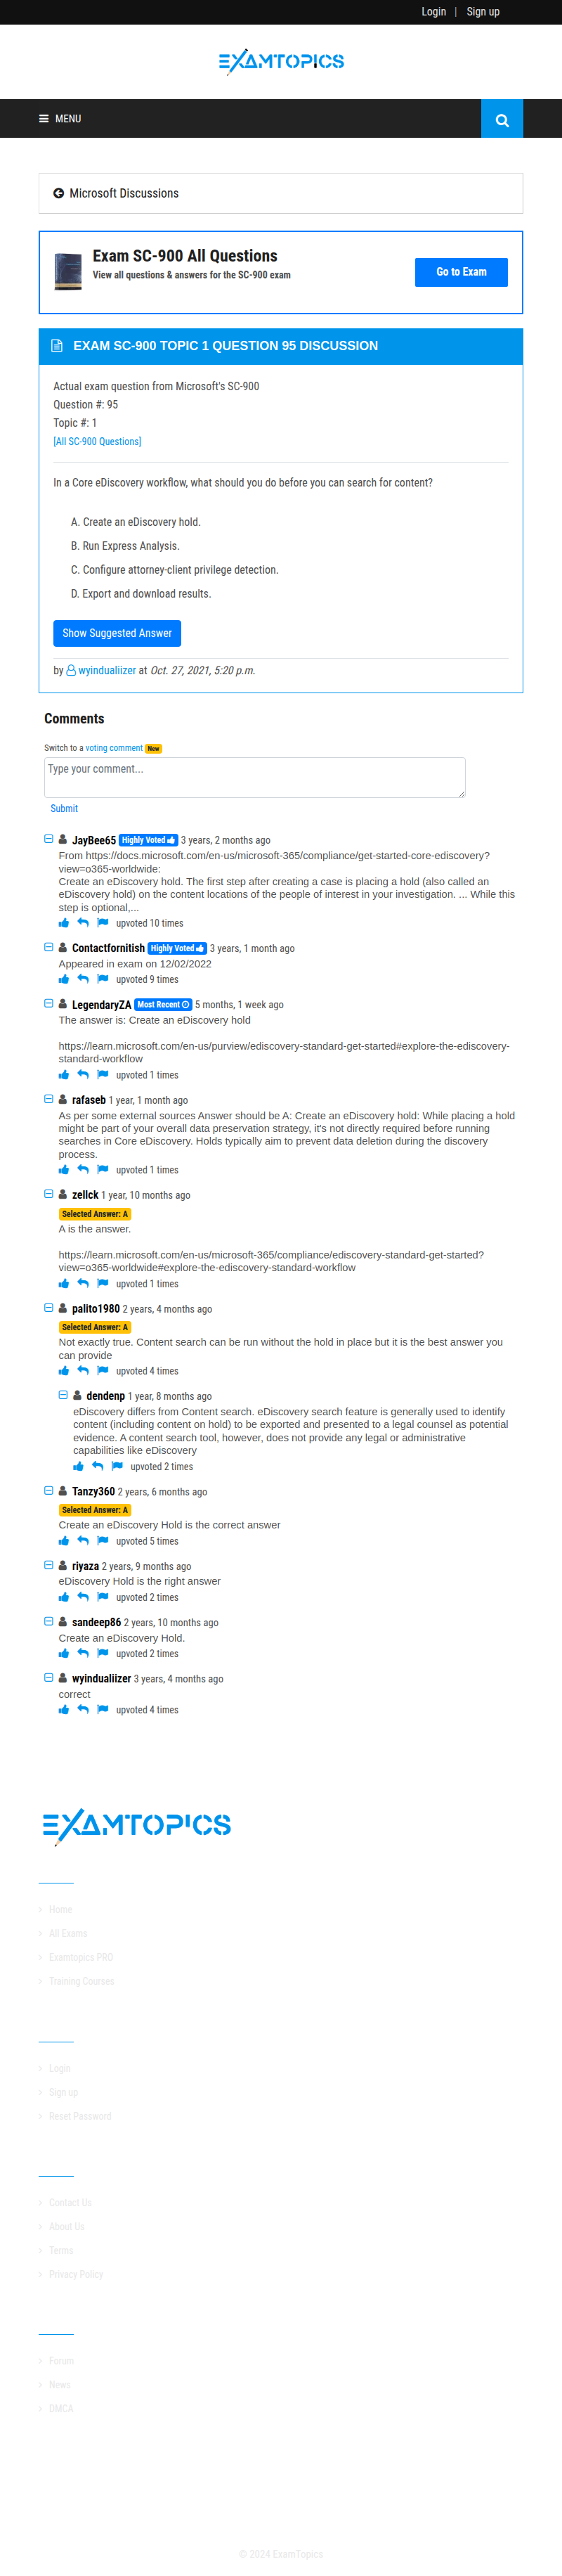 Login | Sign up
EXAMTOPICS
MENU
Microsoft Discussions
Exam SC-900 All Questions
View all questions & answers for the SC-900 exam
Go to Exam
EXAM SC-900 TOPIC 1 QUESTION 95 DISCUSSION
Actual exam question from Microsoft's SC-900
Question #: 95
Topic #: 1
[All SC-900 Questions]
In a Core eDiscovery workflow, what should you do before you can search for content?
A. Create an eDiscovery hold.
B. Run Express Analysis.
C. Configure attorney-client privilege detection.
D. Export and download results.
Show Suggested Answer
by wyindualiizer at Oct. 27, 2021, 5:20 p.m.
Comments
Switch to a voting comment New
Type your comment...
Submit
JayBee65 Highly Voted 3 years, 2 months ago
From https://docs.microsoft.com/en-us/microsoft-365/compliance/get-started-core-ediscovery?
view=o365-worldwide:
Create an eDiscovery hold. The first step after creating a case is placing a hold (also called an
eDiscovery hold) on the content locations of the people of interest in your investigation. ... While this
step is optional,...
upvoted 10 times
Contactfornitish Highly Voted 3 years, 1 month ago
Appeared in exam on 12/02/2022
upvoted 9 times
LegendaryZA Most Recent 5 months, 1 week ago
The answer is: Create an eDiscovery hold
https://learn.microsoft.com/en-us/purview/ediscovery-standard-get-started#explore-the-ediscovery-
standard-workflow
upvoted 1 times
rafaseb 1 year, 1 month ago
As per some external sources Answer should be A: Create an eDiscovery hold: While placing a hold
might be part of your overall data preservation strategy, it's not directly required before running
searches in Core eDiscovery. Holds typically aim to prevent data deletion during the discovery
process.
upvoted 1 times
zellck 1 year, 10 months ago
Selected Answer: A
A is the answer.
https://learn.microsoft.com/en-us/microsoft-365/compliance/ediscovery-standard-get-started?
view=o365-worldwide#explore-the-ediscovery-standard-workflow
upvoted 1 times
palito1980 2 years, 4 months ago
Selected Answer: A
Not exactly true. Content search can be run without the hold in place but it is the best answer you
can provide
upvoted 4 times
dendenp 1 year, 8 months ago
eDiscovery differs from Content search. eDiscovery search feature is generally used to identify
content (including content on hold) to be exported and presented to a legal counsel as potential
evidence. A content search tool, however, does not provide any legal or administrative
capabilities like eDiscovery
upvoted 2 times
Tanzy360 2 years, 6 months ago
Selected Answer: A
Create an eDiscovery Hold is the correct answer
upvoted 5 times
riyaza 2 years, 9 months ago
eDiscovery Hold is the right answer
upvoted 2 times
sandeep86 2 years, 10 months ago
Create an eDiscovery Hold.
upvoted 2 times
wyindualiizer 3 years, 4 months ago
correct
upvoted 4 times
EXAMTOPICS
Home
All Exams
Examtopics PRO
Training Courses
Login
Sign up
Reset Password
Contact Us
About Us
Terms
Privacy Policy
Forum
News
DMCA
© 2024 ExamTopics